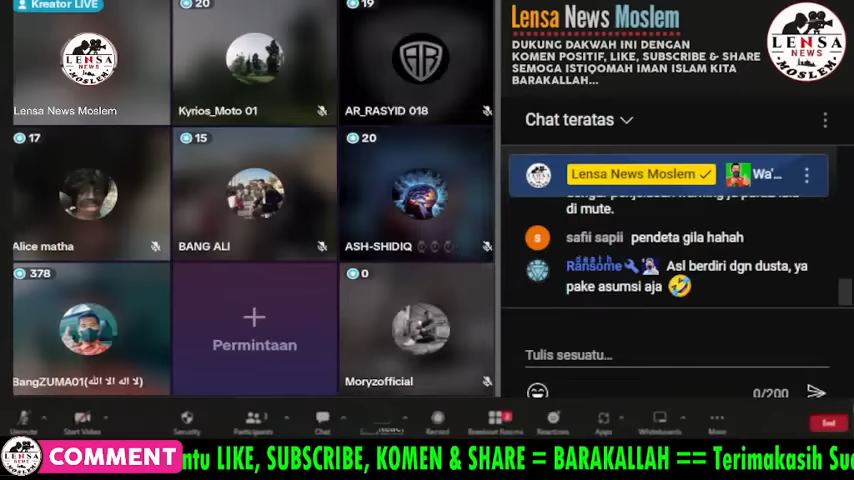 Kreator LIVE
20
19
LENSA
NEWS
MOSLEM
Lensa News Moslem
Kyrios_Moto 01
AR_RASYID 018
17
15
20
Alice matha
BANG ALI
ASH-SHIDIQ
378
0
Permintaan
BangZUMA01(لا اله الا الله)
Moryzofficial
Lensa News Moslem
DUKUNG DAKWAH INI DENGAN
KOMEN POSITIF, LIKE, SUBSCRIBE & SHARE
SEMOGA ISTIQOMAH IMAN ISLAM KITA
BARAKALLAH...
LENSA
NEWS
MOSLEM
Chat teratas
Lensa News Moslem Wa'...
di mute.
safii sapii pendeta gila hahah
Ransome Asl berdiri dgn dusta, ya
pake asumsi aja
Tulis sesuatu...
0/200
Unmute
Start Video
Security
Participants
Chat
Record
Breakout Rooms
Reactions
Apps
Whiteboards
More
End
COMMENT
ntu LIKE, SUBSCRIBE, KOMEN & SHARE = BARAKALLAH == Terimakasih Su